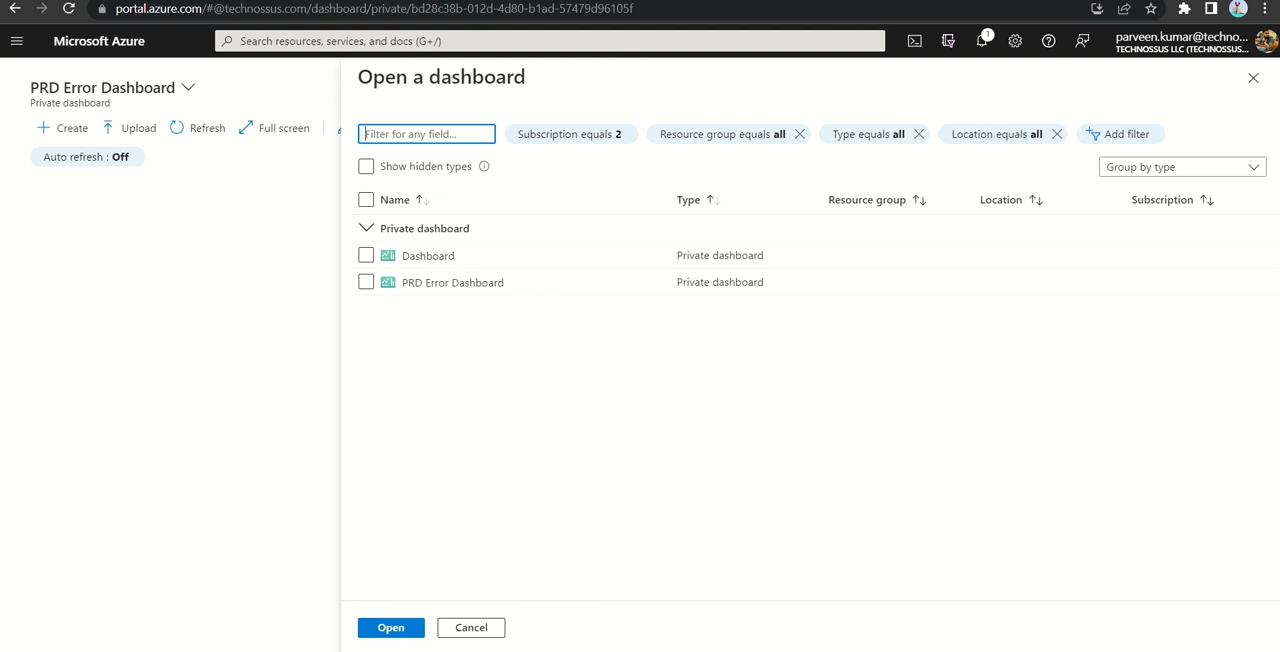 portal.azure.com/#@technossus.com/dashboard/private/bd28c38b-012d-4d80-b1ad-57479d96105f
Microsoft Azure
Search resources, services, and docs (G+/)
1
parveen.kumar@techno...
TECHNOSSUS LLC (TECHNOSSUS...
PRD Error Dashboard
Private dashboard
Create Upload Refresh Full screen
Auto refresh : Off
Open a dashboard
Filter for any field... Subscription equals 2 Resource group equals all Type equals all Location equals all Add filter
Show hidden types
Group by type
Name Type Resource group Location Subscription
Private dashboard
Dashboard Private dashboard
PRD Error Dashboard Private dashboard
Open Cancel